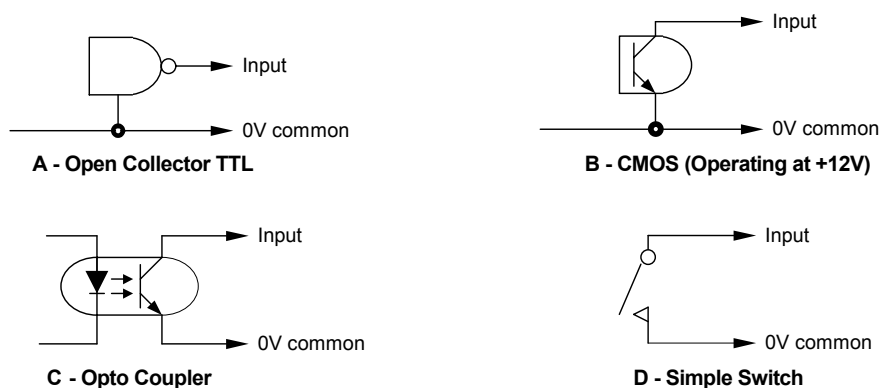 Input
0V common
A - Open Collector TTL
Input
0V common
B - CMOS (Operating at +12V)
Input
0V common
C - Opto Coupler
Input
0V common
D - Simple Switch